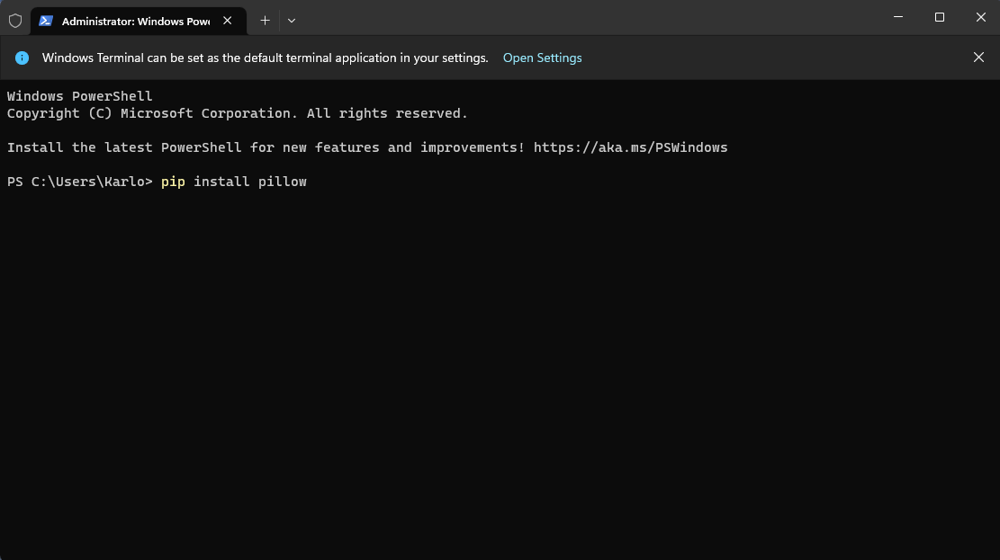 Administrator: Windows Powe
Windows Terminal can be set as the default terminal application in your settings. Open Settings
Windows PowerShell
Copyright (C) Microsoft Corporation. All rights reserved.
Install the latest PowerShell for new features and improvements! https://aka.ms/PSWindows
PS C:\Users\Karlo> pip install pillow